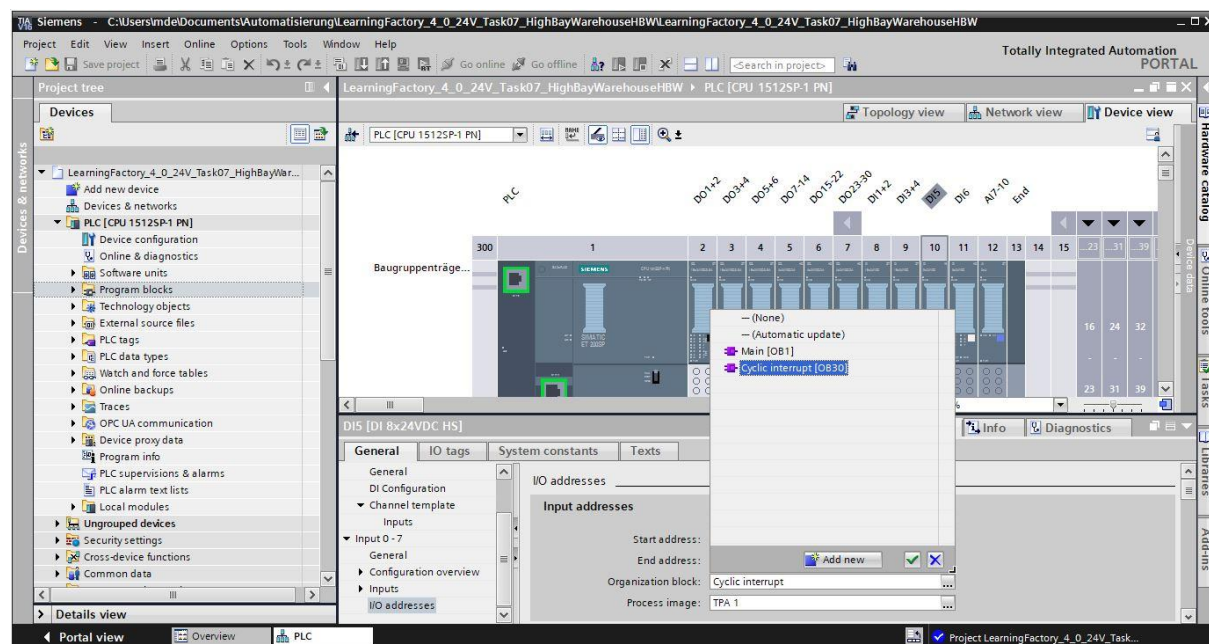 Siemens - C:\Users\mde\Documents\Automatisierung\LearningFactory_4_0_24V_Task07_HighBayWarehouseHBW\LearningFactory_4_0_24V_Task07_HighBayWarehouseHBW
Project Edit View Insert Online Options Tools Window Help
Save project Go online Go offline <Search in project>
Totally Integrated Automation
PORTAL
Project tree
LearningFactory_4_0_24V_Task07_HighBayWarehouseHBW PLC [CPU 1512SP-1 PN]
Devices
Topology view Network view Device view
PLC [CPU 1512SP-1 PN]
Devices & networks
LearningFactory_4_0_24V_Task07_HighBayWar...
Add new device
Devices & networks
PLC [CPU 1512SP-1 PN]
Device configuration
Online & diagnostics
Software units
Program blocks
Technology objects
External source files
PLC tags
PLC data types
Watch and force tables
Online backups
Traces
OPC UA communication
Device proxy data
Program info
PLC supervisions & alarms
PLC alarm text lists
Local modules
Ungrouped devices
Security settings
Cross-device functions
Common data
Details view
PLC DO1+2 DO3+4 DO5+6 DO7-14 DO15-22 DO23-30 DI1+2 DI3+4 DI5 DI6 AI7-10 End
300 1 2 3 4 5 6 7 8 9 10 11 12 13 14 15 ...23 ...31 ...39
Baugruppenträge...
SIEMENS
SIMATIC
ET 200SP
16 24 32
- - -
23 31 39
Device data
— (None)
— (Automatic update)
Main [OB1]
Cyclic interrupt [OB30]
Add new
DI5 [DI 8x24VDC HS]
Info Diagnostics
General IO tags System constants Texts
General
DI Configuration
Channel template
Inputs
Input 0 - 7
General
Configuration overview
Inputs
I/O addresses
I/O addresses
Input addresses
Start address:
End address:
Organization block: Cyclic interrupt ...
Process image: TPA 1 ...
Hardware catalog
Online tools
Tasks
Libraries
Add-ins
Portal view Overview PLC
Project LearningFactory_4_0_24V_Task...